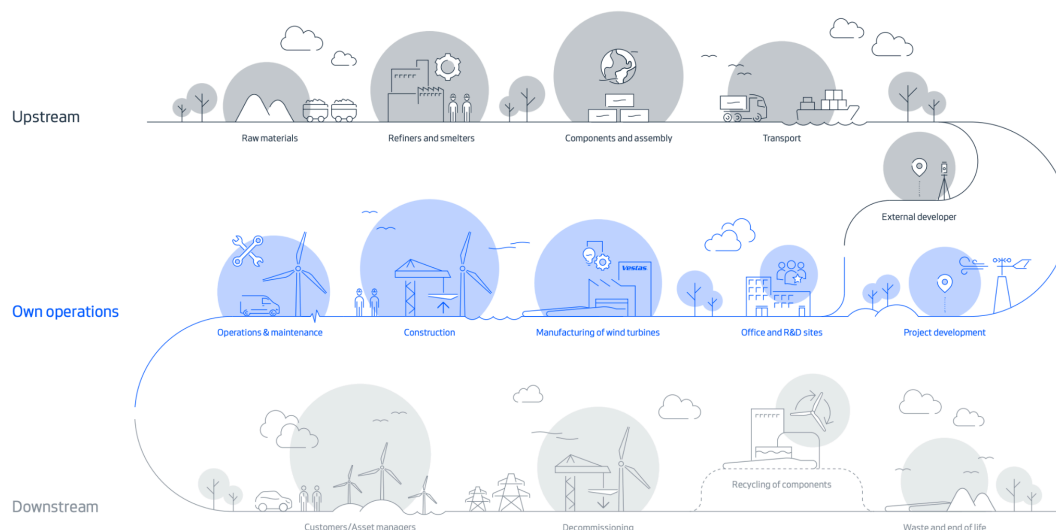 Upstream
Raw materials
Refiners and smelters
Components and assembly
Transport
External developer
Own operations
Vestas
Operations & maintenance
Construction
Manufacturing of wind turbines
Office and R&D sites
Project development
Downstream
Recycling of components
Customers/Asset managers
Decommissioning
Waste and end of life